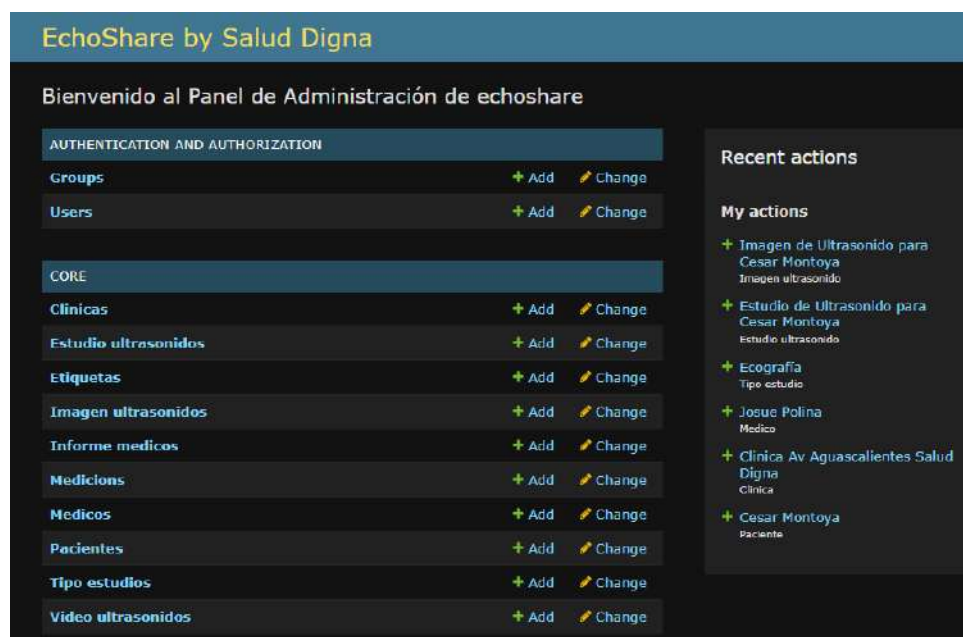 EchoShare by Salud Digna
Bienvenido al Panel de Administración de echoshare
AUTHENTICATION AND AUTHORIZATION
Groups + Add Change
Users + Add Change
CORE
Clinicas + Add Change
Estudio ultrasonidos + Add Change
Etiquetas + Add Change
Imagen ultrasonidos + Add Change
Informe medicos + Add Change
Medicions + Add Change
Medicos + Add Change
Pacientes + Add Change
Tipo estudios + Add Change
Video ultrasonidos + Add Change
Recent actions
My actions
+ Imagen de Ultrasonido para
Cesar Montoya
Imagen ultrasonido
+ Estudio de Ultrasonido para
Cesar Montoya
Estudio ultrasonido
+ Ecografía
Tipo estudio
+ Josue Polina
Medico
+ Clinica Av Aguascalientes Salud
Digna
Clinica
+ Cesar Montoya
Paciente